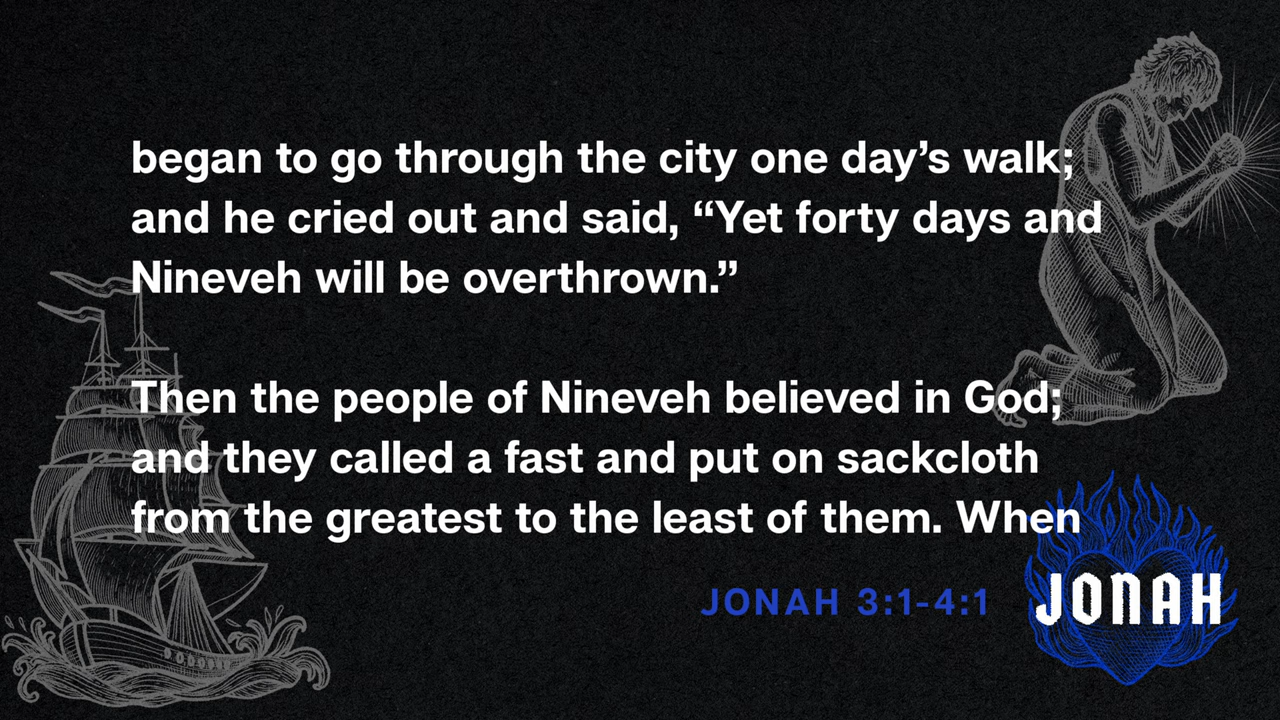 began to go through the city one day’s walk;
and he cried out and said, “Yet forty days and
Nineveh will be overthrown.”
Then the people of Nineveh believed in God;
and they called a fast and put on sackcloth
from the greatest to the least of them. When
JONAH 3:1-4:1
JONAH